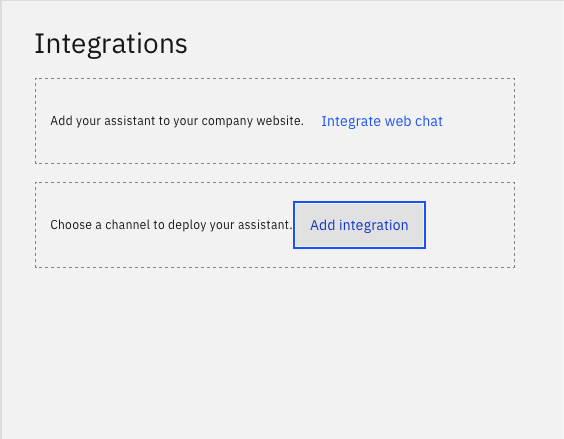 Integrations
Add your assistant to your company website. Integrate web chat
Choose a channel to deploy your assistant. Add integration